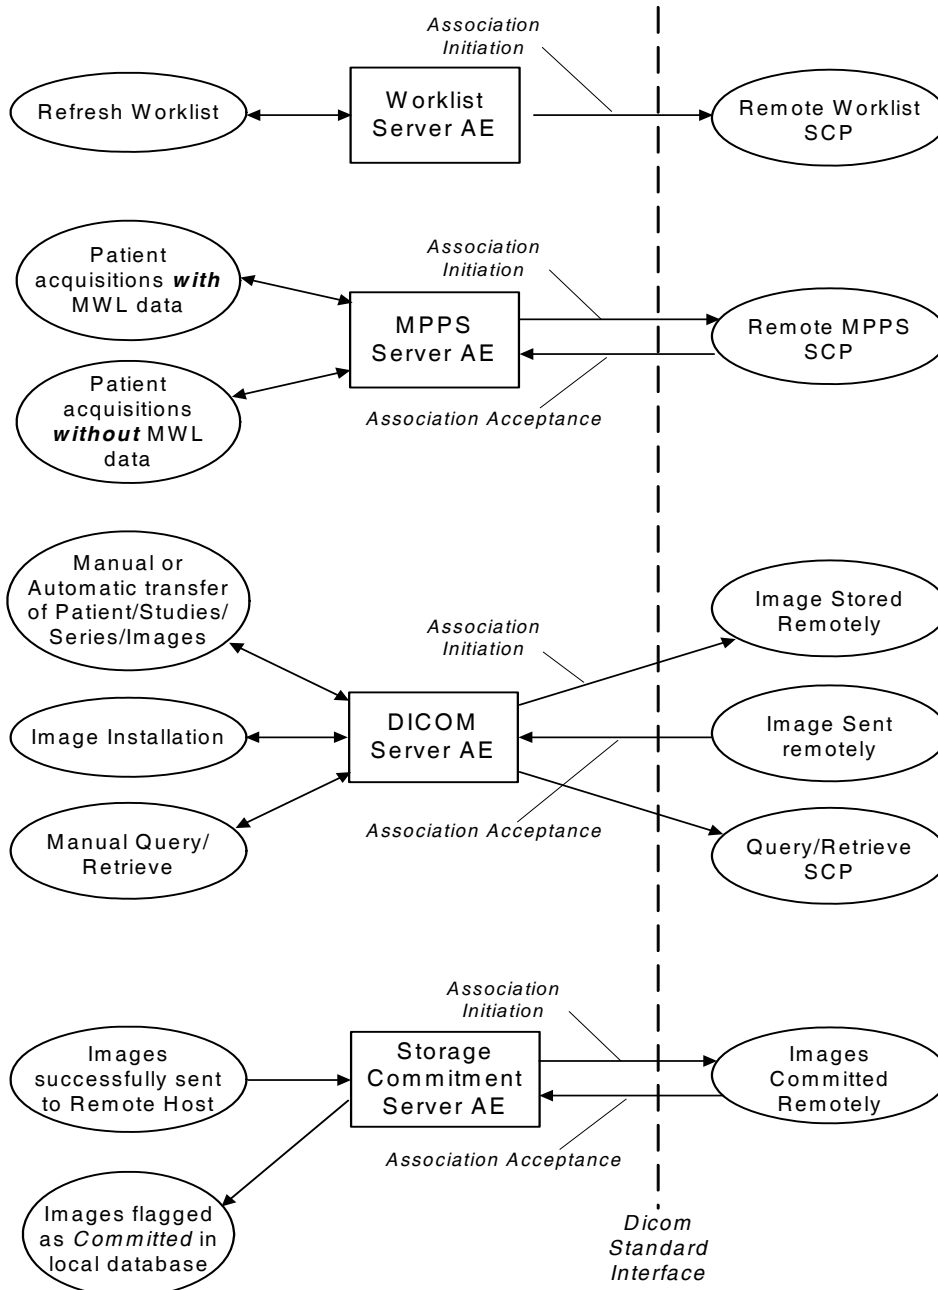 Association
Initiation
Refresh Worklist
Worklist
Server AE
Remote Worklist
SCP
Patient
acquisitions with
MWL data
Association
Initiation
MPPS
Server AE
Remote MPPS
SCP
Patient
acquisitions
without MWL
data
Association Acceptance
Manual or
Automatic transfer
of Patient/Studies/
Series/Images
Association
Initiation
Image Stored
Remotely
Image Installation
DICOM
Server AE
Image Sent
remotely
Association Acceptance
Manual Query/
Retrieve
Query/Retrieve
SCP
Association
Initiation
Images
successfully sent
to Remote Host
Storage
Commitment
Server AE
Images
Committed
Remotely
Association Acceptance
Images flagged
as Committed in
local database
Dicom
Standard
Interface